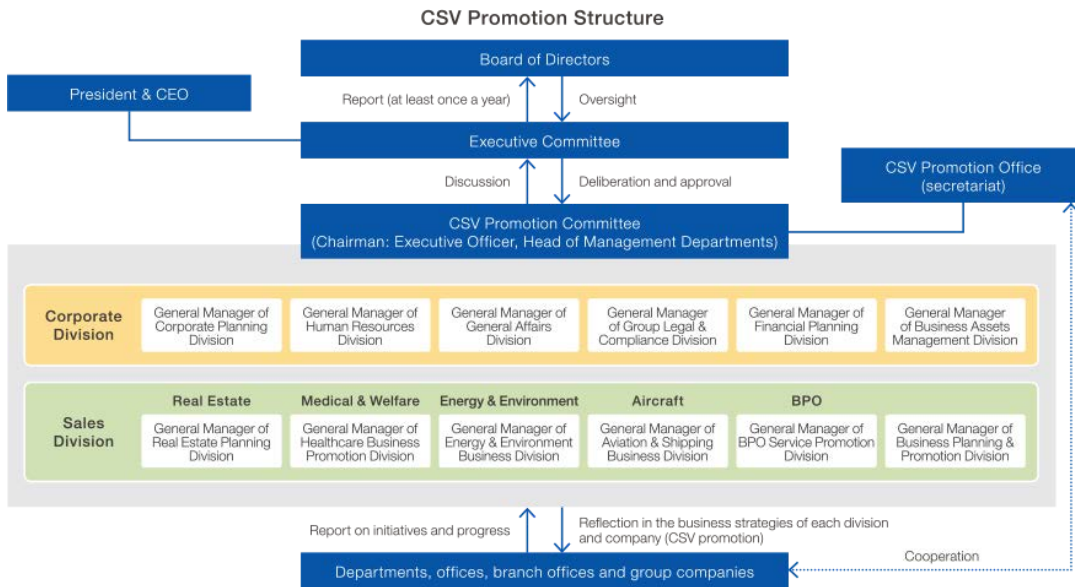 CSV Promotion Structure
Board of Directors
President & CEO
Report (at least once a year)
Oversight
Executive Committee
Discussion
Deliberation and approval
CSV Promotion Office
(secretariat)
CSV Promotion Committee
(Chairman: Executive Officer, Head of Management Departments)
Corporate
Division
General Manager of
Corporate Planning
Division
General Manager of
Human Resources
Division
General Manager of
General Affairs
Division
General Manager
of Group Legal &
Compliance Division
General Manager of
Financial Planning
Division
General Manager
of Business Assets
Management Division
Sales
Division
Real Estate
General Manager of
Real Estate Planning
Division
Medical & Welfare
General Manager of
Healthcare Business
Promotion Division
Energy & Environment
General Manager of
Energy & Environment
Business Division
Aircraft
General Manager of
Aviation & Shipping
Business Division
BPO
General Manager of
BPO Service Promotion
Division
General Manager of
Business Planning &
Promotion Division
Report on initiatives and progress
Reflection in the business strategies of each division
and company (CSV promotion)
Cooperation
Departments, offices, branch offices and group companies